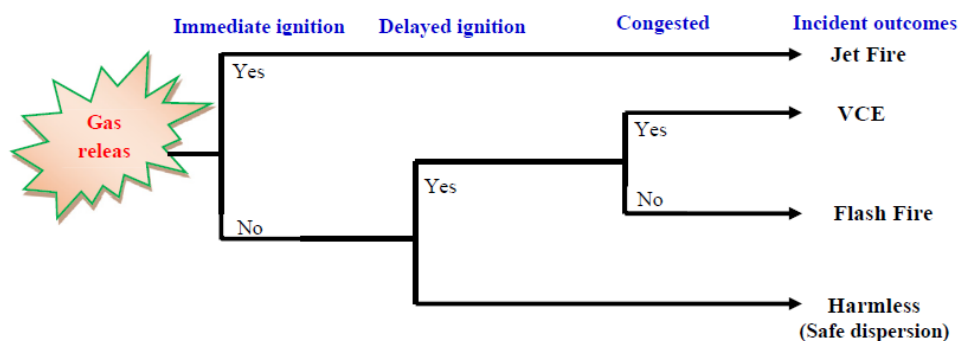 Immediate ignition Delayed ignition Congested Incident outcomes
Yes
Jet Fire
Gas
releas
Yes
VCE
Yes
No
Flash Fire
No
Harmless
(Safe dispersion)